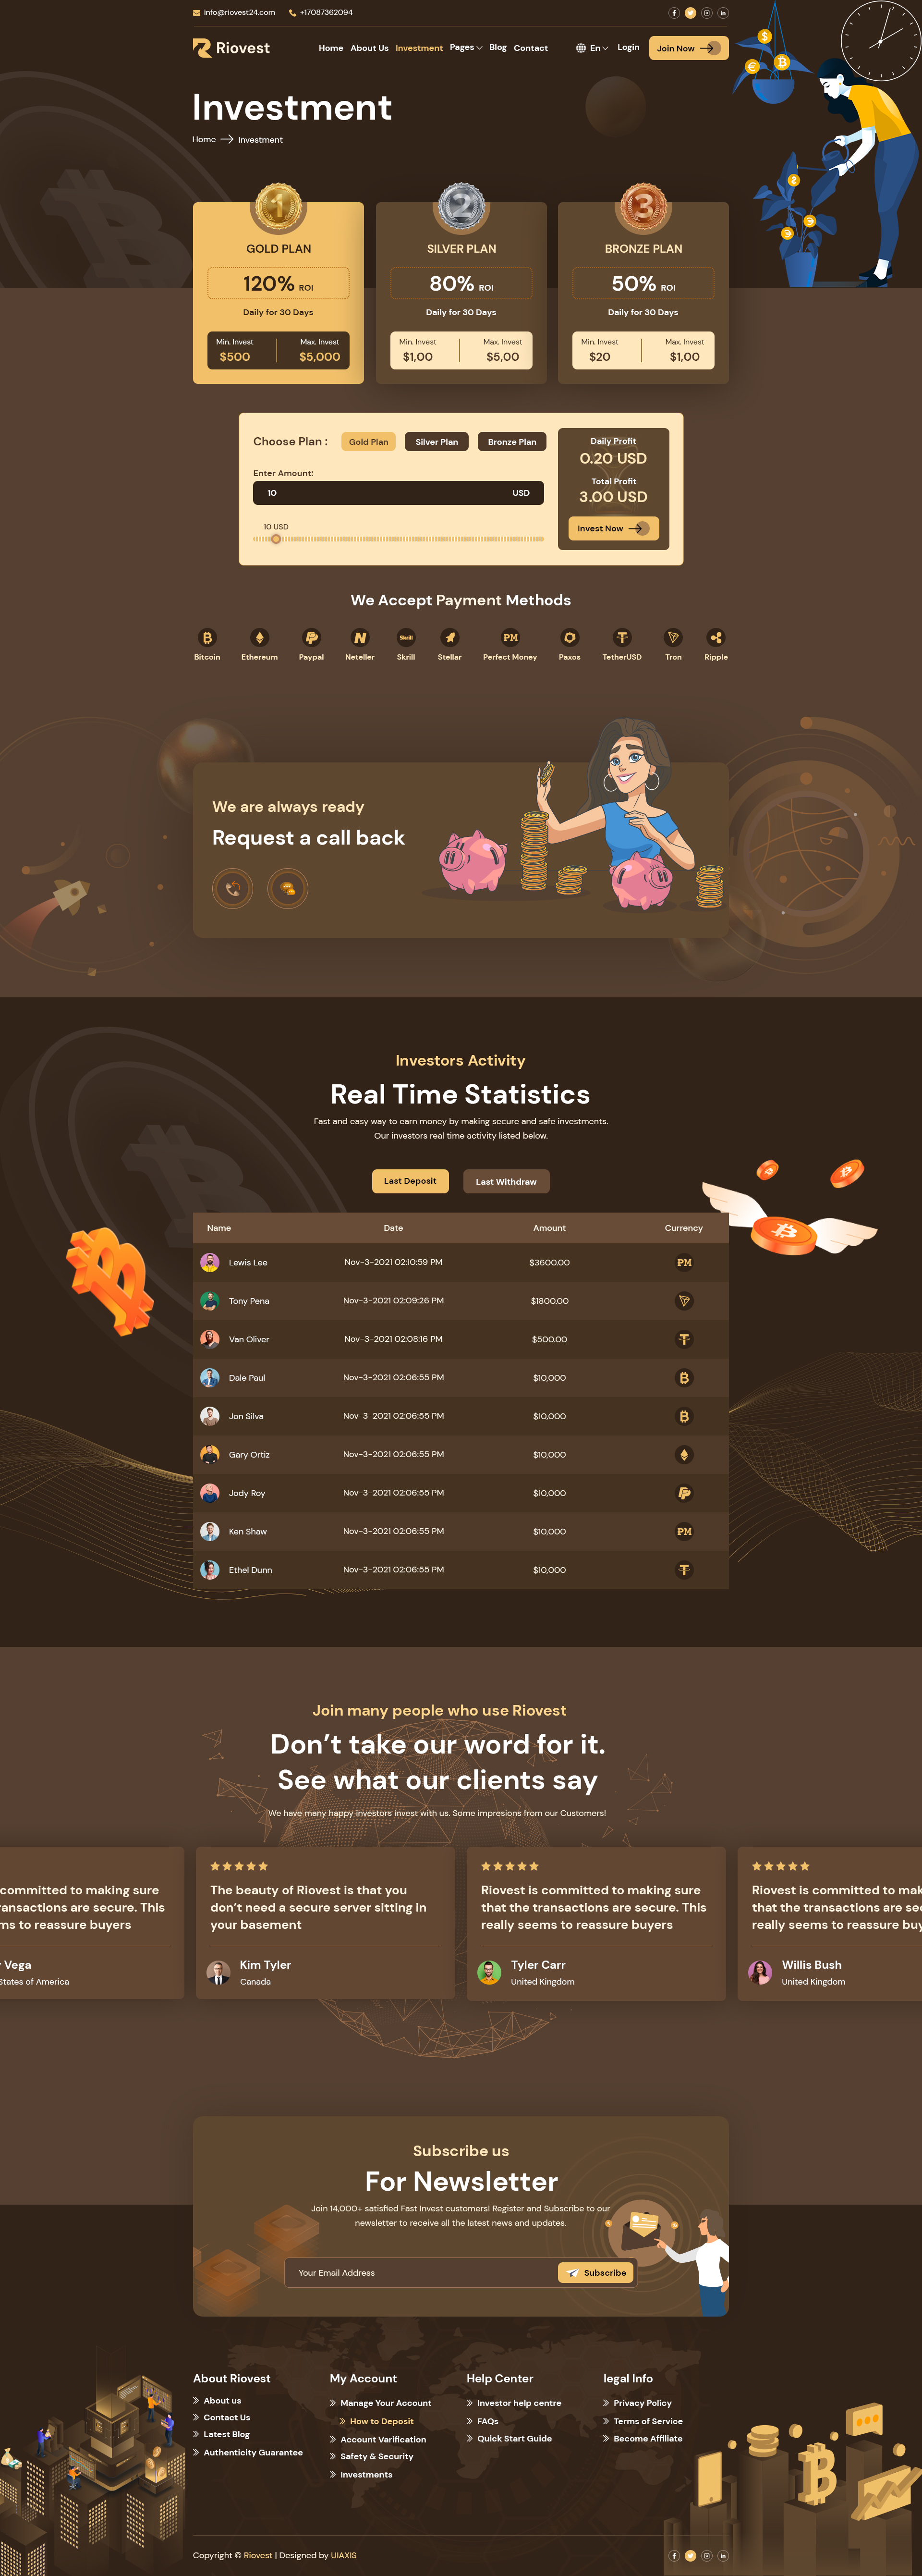 info@riovest24.com +17087362094
Riovest Home About Us Investment Pages Blog Contact En Login Join Now
Investment
Home Investment
1 2 3
GOLD PLAN SILVER PLAN BRONZE PLAN
120% ROI 80% ROI 50% ROI
Daily for 30 Days Daily for 30 Days Daily for 30 Days
Min. Invest Max. Invest Min. Invest Max. Invest Min. Invest Max. Invest
$500 $5,000 $1,00 $5,00 $20 $1,00
Choose Plan : Gold Plan Silver Plan Bronze Plan
Enter Amount:
10 USD
10 USD
Daily Profit
0.20 USD
Total Profit
3.00 USD
Invest Now
We Accept Payment Methods
Bitcoin Ethereum Paypal Neteller Skrill Stellar Perfect Money Paxos TetherUSD Tron Ripple
We are always ready
Request a call back
Investors Activity
Real Time Statistics
Fast and easy way to earn money by making secure and safe investments.
Our investors real time activity listed below.
Last Deposit Last Withdraw
Name Date Amount Currency
Lewis Lee Nov-3-2021 02:10:59 PM $3600.00 PM
Tony Pena Nov-3-2021 02:09:26 PM $1800.00
Van Oliver Nov-3-2021 02:08:16 PM $500.00
Dale Paul Nov-3-2021 02:06:55 PM $10,000
Jon Silva Nov-3-2021 02:06:55 PM $10,000
Gary Ortiz Nov-3-2021 02:06:55 PM $10,000
Jody Roy Nov-3-2021 02:06:55 PM $10,000
Ken Shaw Nov-3-2021 02:06:55 PM $10,000 PM
Ethel Dunn Nov-3-2021 02:06:55 PM $10,000
Join many people who use Riovest
Don't take our word for it.
See what our clients say
We have many happy investors invest with us. Some impresions from our Customers!
committed to making sure
ransactions are secure. This
ms to reassure buyers
Vega
States of America
The beauty of Riovest is that you
don't need a secure server sitting in
your basement
Kim Tyler
Canada
Riovest is committed to making sure
that the transactions are secure. This
really seems to reassure buyers
Tyler Carr
United Kingdom
Riovest is committed to mak
that the transactions are sec
really seems to reassure buy
Willis Bush
United Kingdom
Subscribe us
For Newsletter
Join 14,000+ satisfied Fast Invest customers! Register and Subscribe to our
newsletter to receive all the latest news and updates.
Your Email Address Subscribe
About Riovest
About us
Contact Us
Latest Blog
Authenticity Guarantee
My Account
Manage Your Account
How to Deposit
Account Varification
Safety & Security
Investments
Help Center
Investor help centre
FAQs
Quick Start Guide
legal Info
Privacy Policy
Terms of Service
Become Affiliate
Copyright © Riovest | Designed by UIAXIS